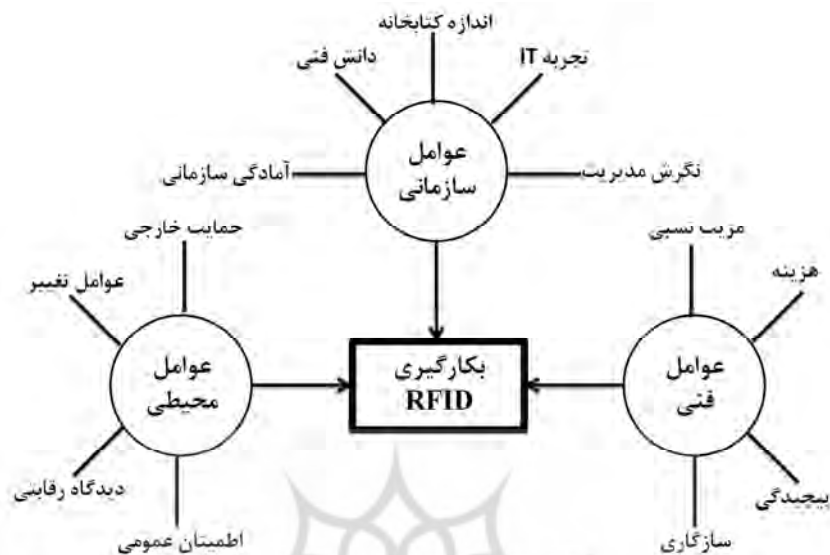 اندازه کتابخانه
دانش فنی
تجربه IT
عوامل
سازمانی
آمادگی سازمانی
نگرش مدیریت
حمایت خارجی
مزیت نسبی
عوامل تغییر
هزینه
عوامل
محیطی
بکارگیری
RFID
عوامل
فنی
دیدگاه رقابتی
پیچیدگی
اطمینان عمومی
سازگاری